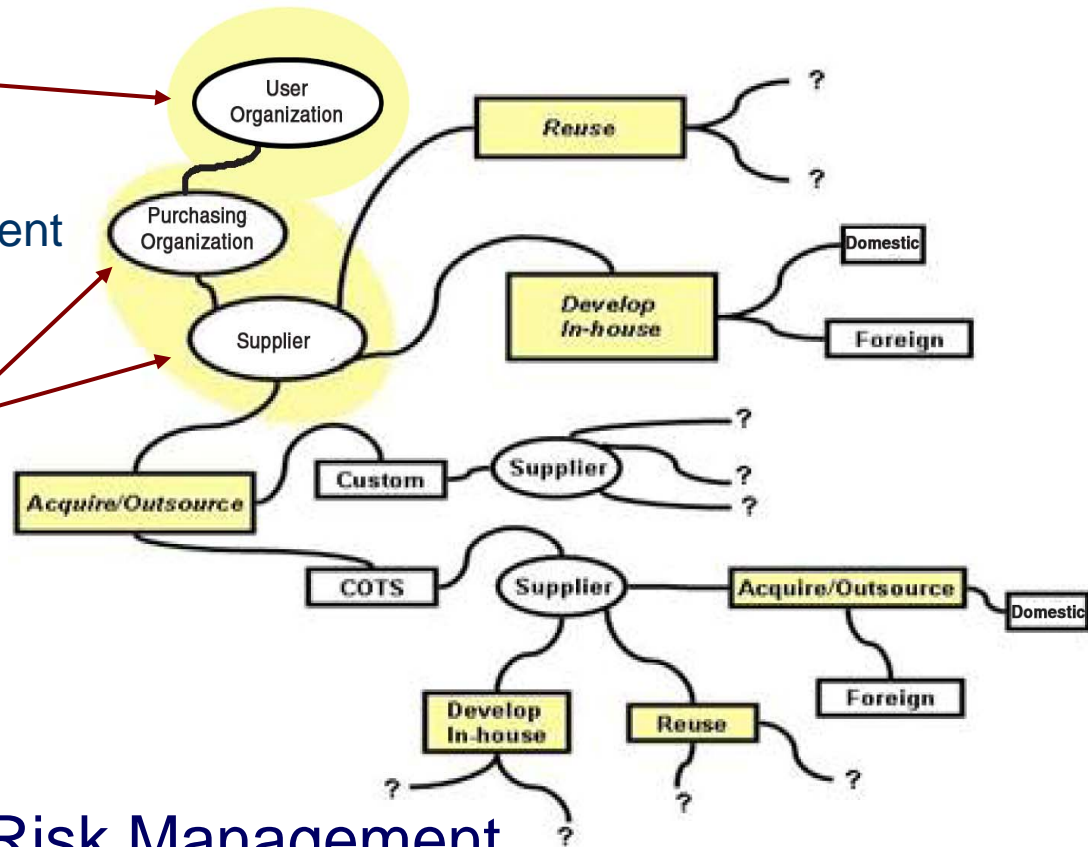 User
Organization
Reuse
?
?
Purchasing
Organization
Domestic
Develop
In-house
Foreign
Supplier
?
Custom
Supplier
?
?
Acquire/Outsource
COTS
Supplier
Acquire/Outsource
Domestic
Foreign
Develop
In-house
Reuse
?
?
?
?
Risk Management